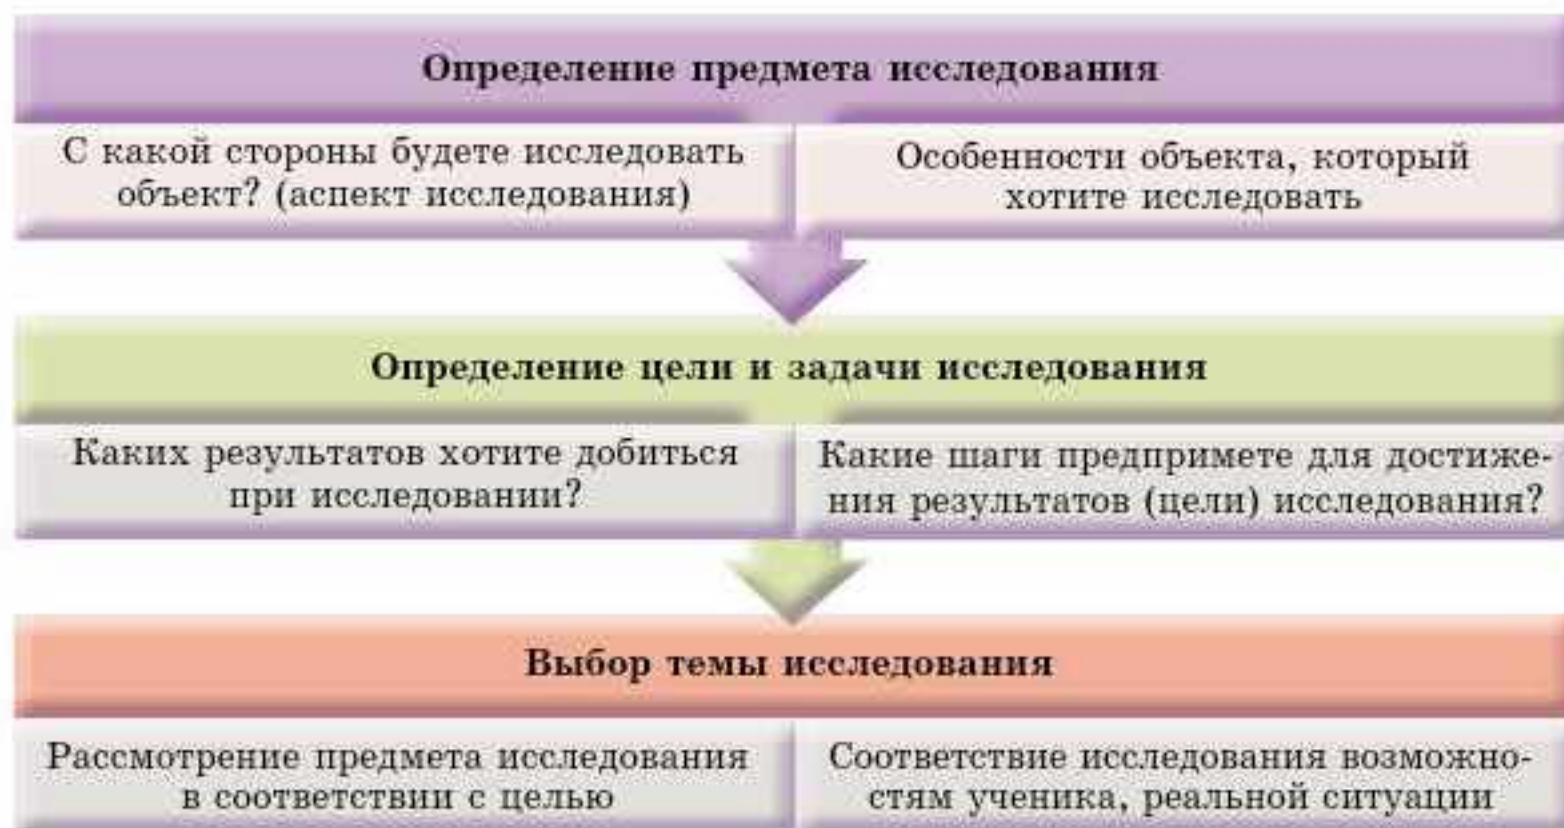 Определение предмета исследования
С какой стороны будете исследовать
объект? (аспект исследования)
Особенности объекта, который
хотите исследовать
Определение цели и задачи исследования
Каких результатов хотите добиться
при исследовании?
Какие шаги предпримете для достиже-
ния результатов (цели) исследования?
Выбор темы исследования
Рассмотрение предмета исследования
в соответствии с целью
Соответствие исследования возможно-
стям ученика, реальной ситуации